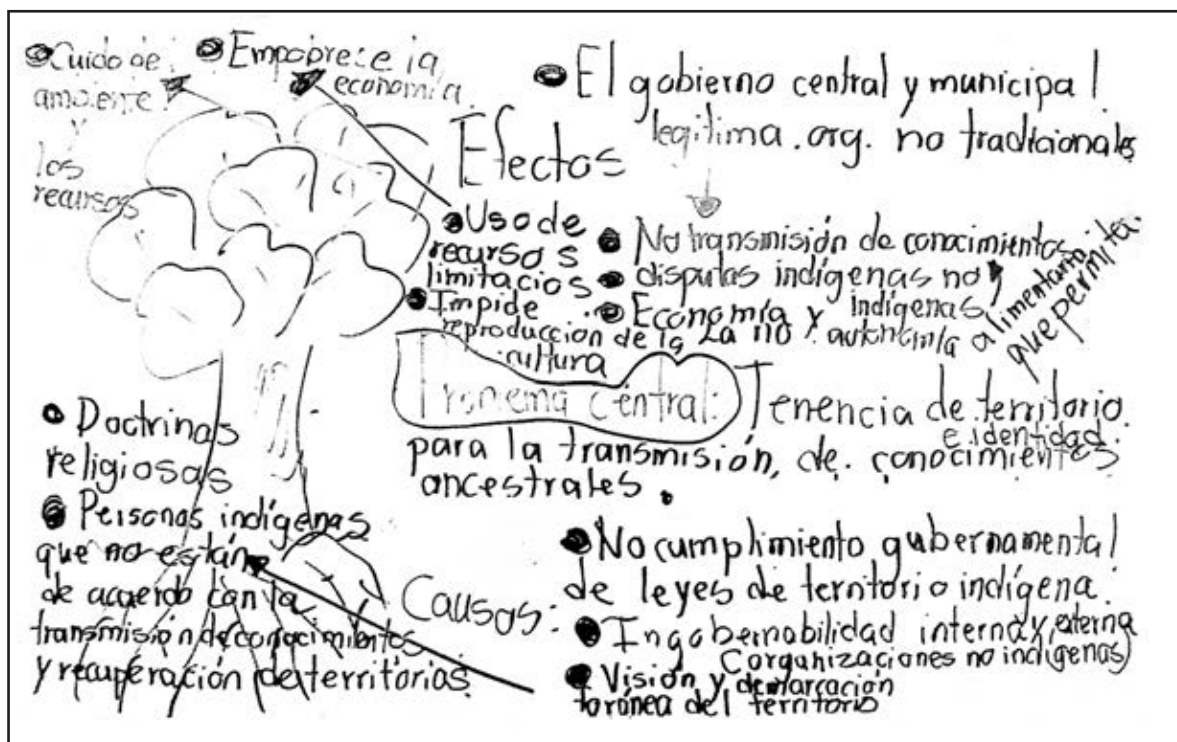 Cuido de
ambiente
y
los
recursos
Empobrece la
economía.
Efectos
El gobierno central y municipal
legitima. org. no tradicionales
Uso de
recursos
limitacios
Impide
reproduccion de la
cultura
No transmisión de conocimientos
disputas indígenas no y
indígenas
Economía y La no autonomía alimentaria
que permita.
Problema central: Tenencia de territorio
e identidad
para la transmisión, de. conocimientos
ancestrales.
Doctrinas
religiosas
Personas indígenas
que no están
de acuerdo con la
transmisión de conocimientos
y recuperación de territorios
Causas:
No cumplimiento gubernamental
de leyes de territorio indígena.
Ingobernabilidad interna y externa
(organizaciones no indígenas)
Visión y demarcación
del territorio